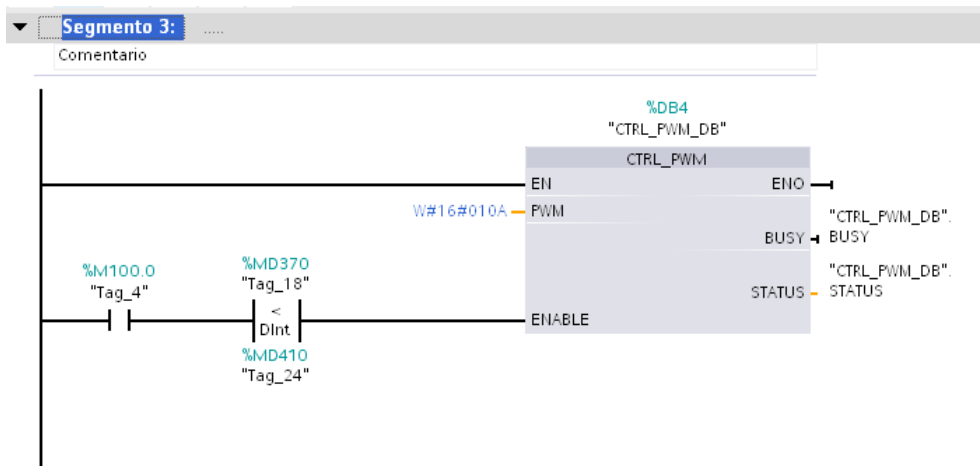 Segmento 3: .....
Comentario
%DB4
"CTRL_PWM_DB"
CTRL_PWM
EN ENO
W#16#010A PWM
"CTRL_PWM_DB".
BUSY BUSY
%M100.0 %MD370
"Tag_4" "Tag_18"
"CTRL_PWM_DB".
STATUS STATUS
<
DInt
ENABLE
%MD410
"Tag_24"